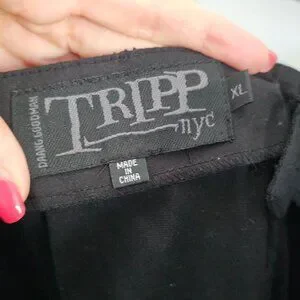 DAANG GOODMAN
TRIPP
nyc
XL
MADE
IN
CHINA